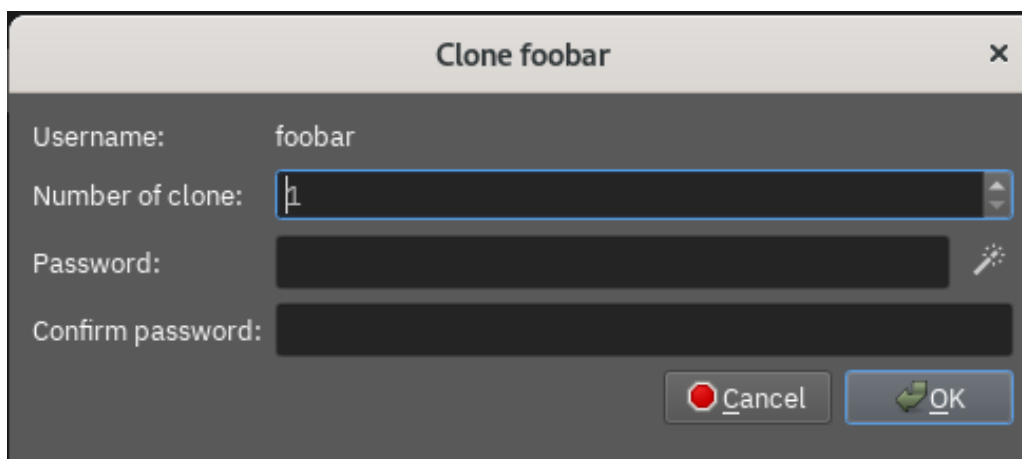 Clone foobar
Username: foobar
Number of clone: 1
Password:
Confirm password:
Cancel OK